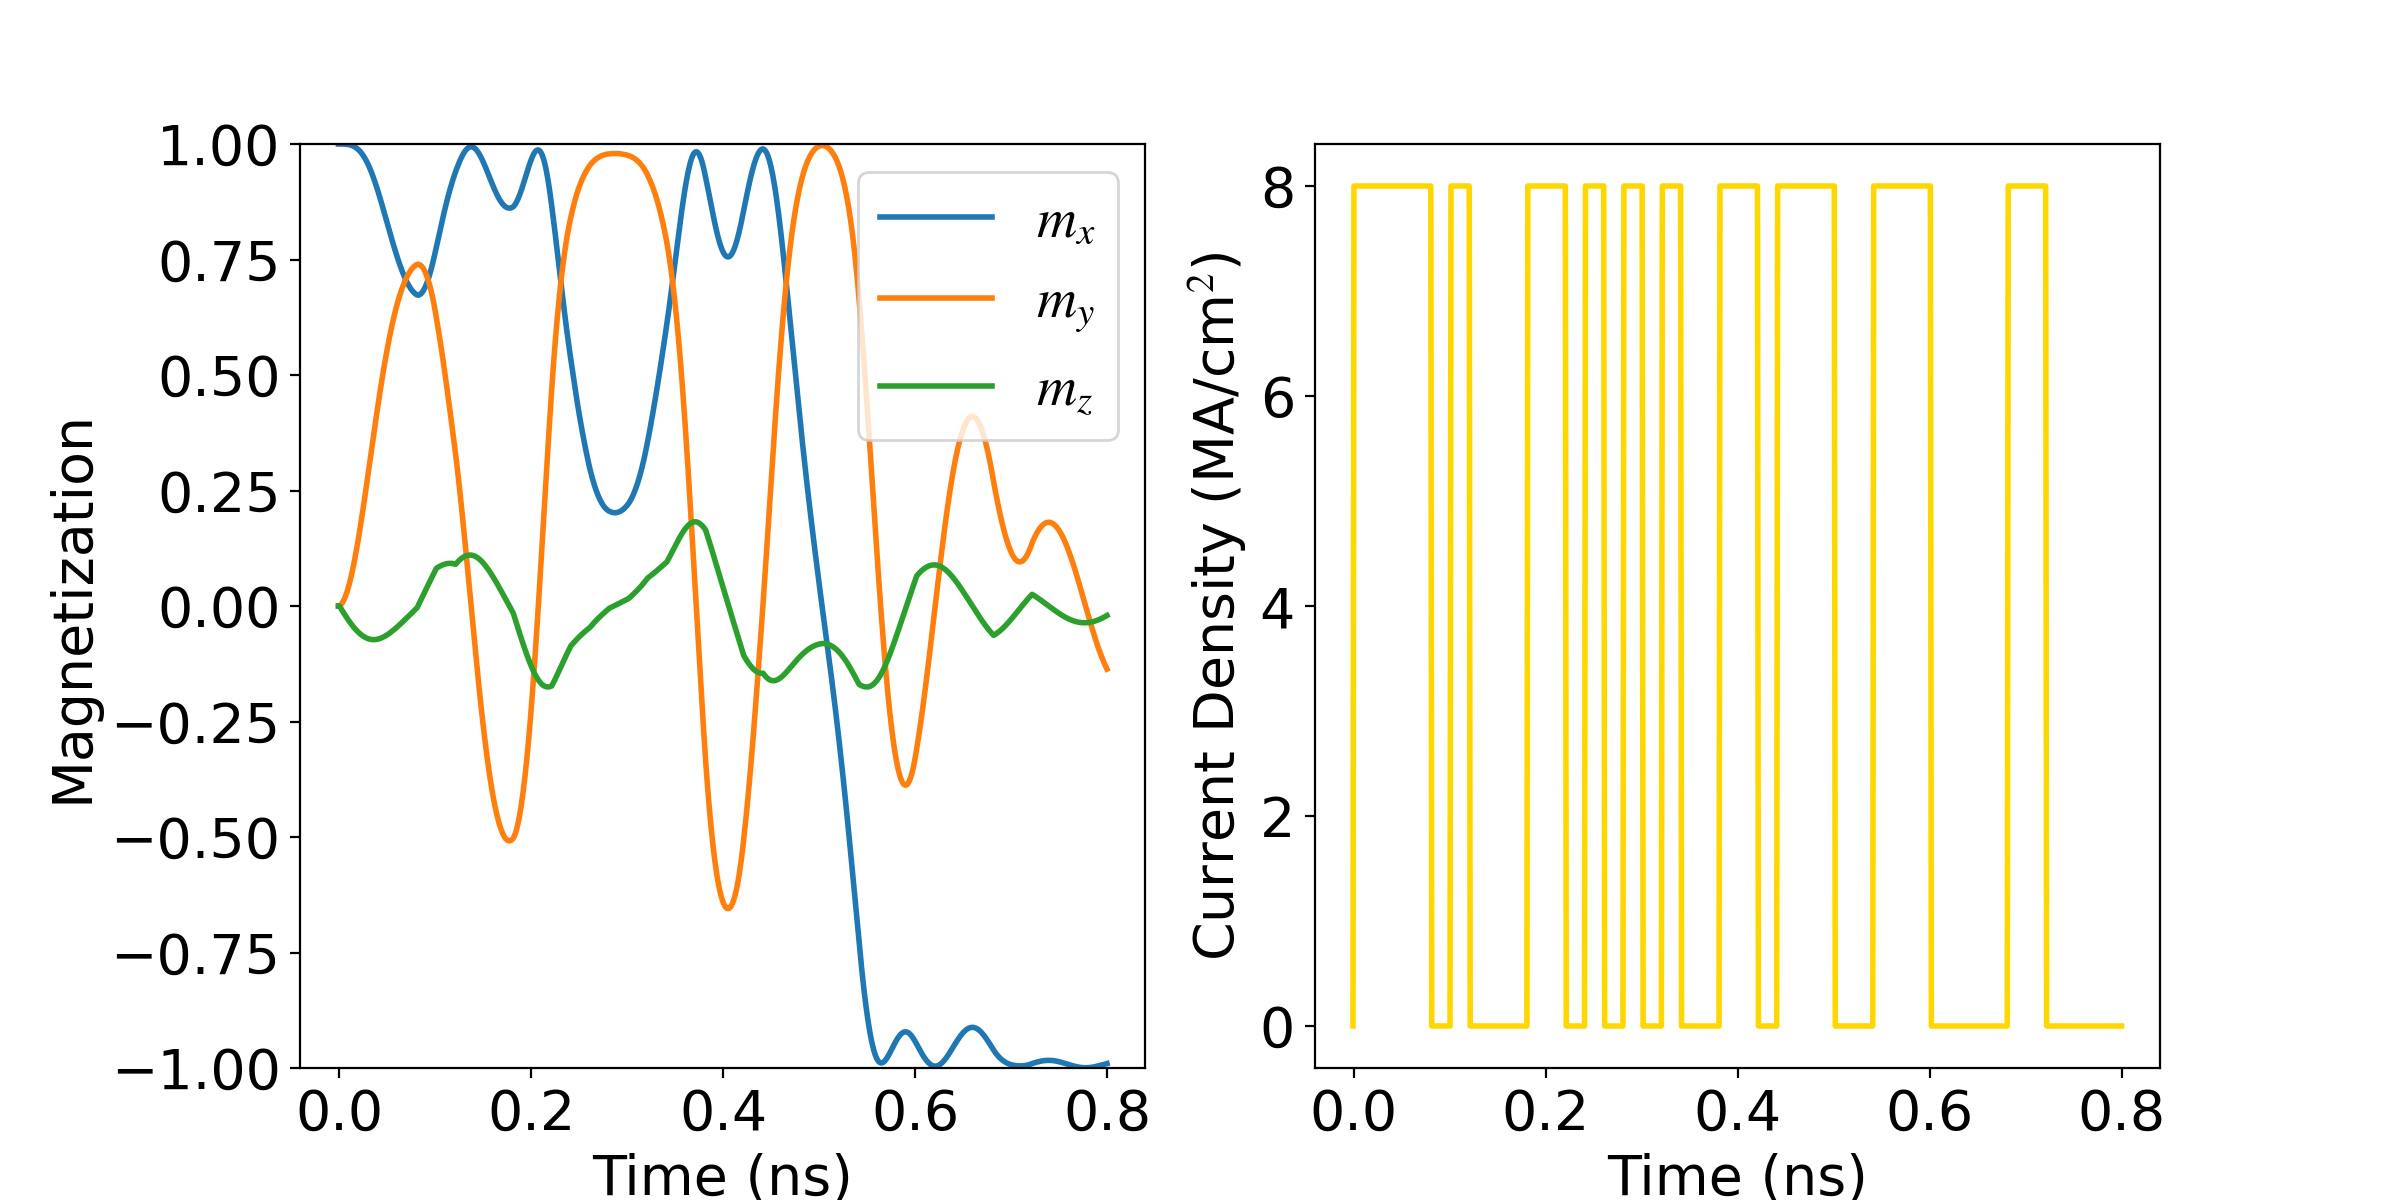 Magnetization
1.00
0.75
0.50
0.25
0.00
−0.25
−0.50
−0.75
−1.00
0.0 0.2 0.4 0.6 0.8
Time (ns)
m_x
m_y
m_z
Current Density (MA/cm²)
8
6
4
2
0
0.0 0.2 0.4 0.6 0.8
Time (ns)